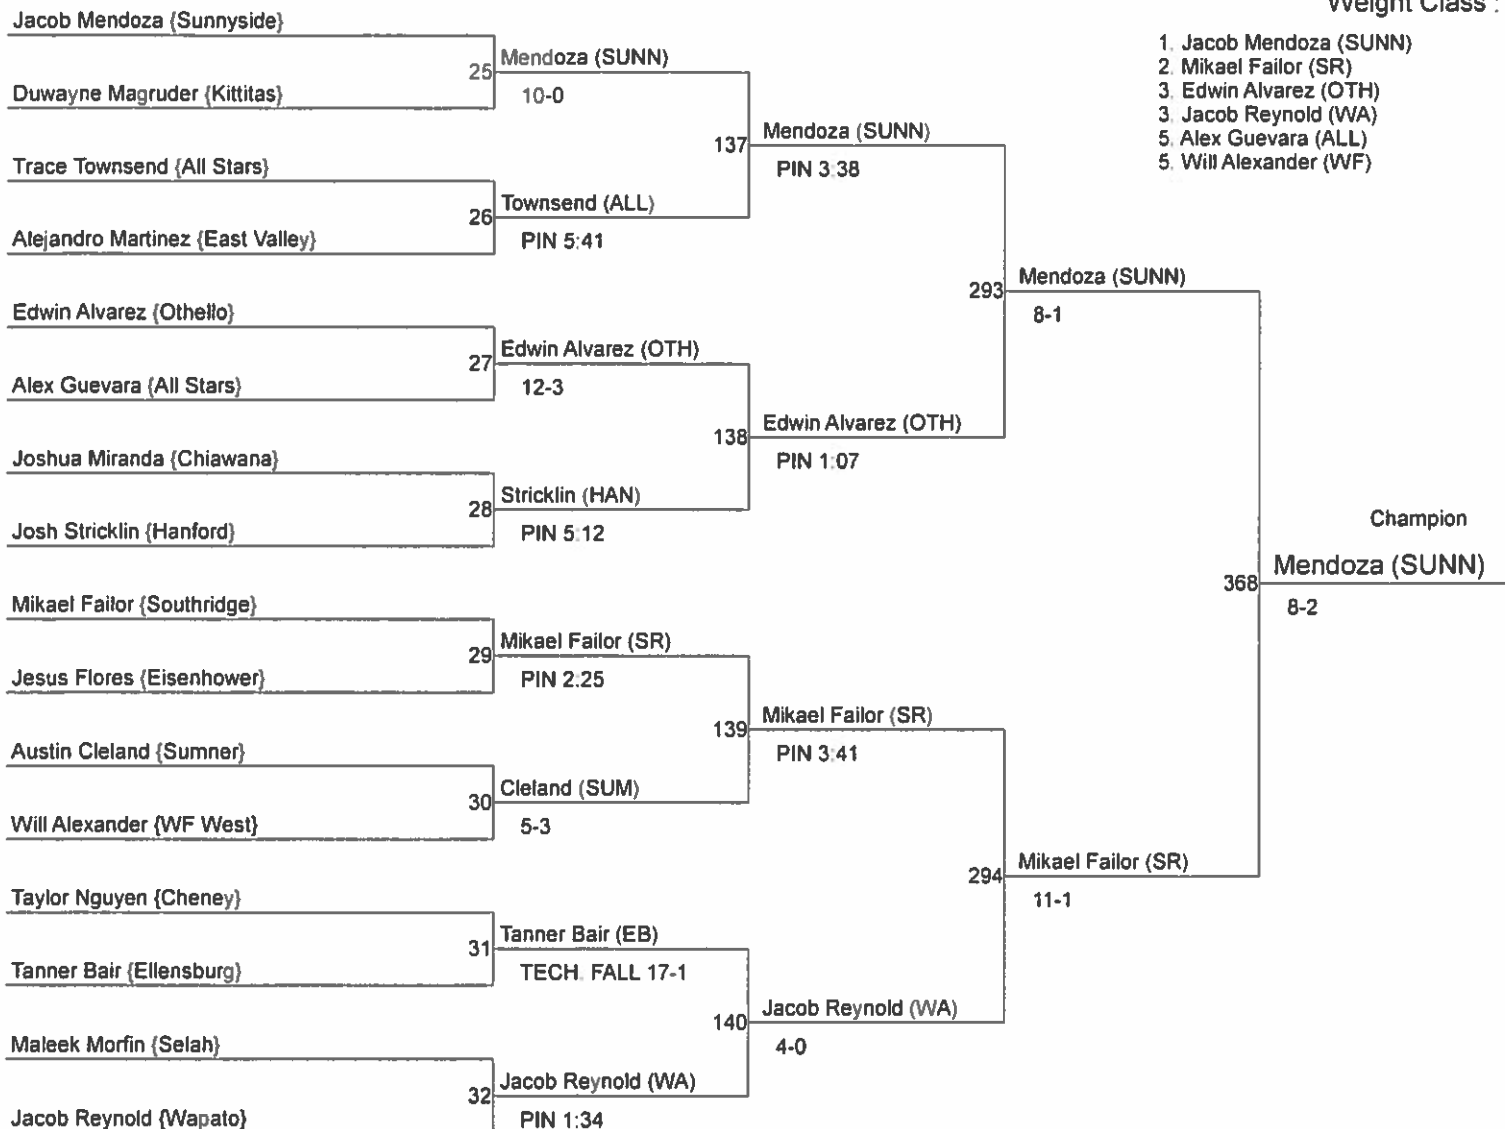 Weight Class :
1. Jacob Mendoza (SUNN)
2. Mikael Failor (SR)
3. Edwin Alvarez (OTH)
3. Jacob Reynold (WA)
5. Alex Guevara (ALL)
5. Will Alexander (WF)
Jacob Mendoza {Sunnyside}
25 Mendoza (SUNN)
Duwayne Magruder {Kittitas}
10-0
137 Mendoza (SUNN)
PIN 3:38
Trace Townsend {All Stars}
26 Townsend (ALL)
Alejandro Martinez {East Valley}
PIN 5:41
293 Mendoza (SUNN)
8-1
Edwin Alvarez {Othello}
27 Edwin Alvarez (OTH)
Alex Guevara {All Stars}
12-3
138 Edwin Alvarez (OTH)
PIN 1:07
Joshua Miranda {Chiawana}
28 Stricklin (HAN)
Josh Stricklin {Hanford}
PIN 5:12
Champion
368 Mendoza (SUNN)
8-2
Mikael Failor {Southridge}
29 Mikael Failor (SR)
Jesus Flores {Eisenhower}
PIN 2:25
139 Mikael Failor (SR)
PIN 3:41
Austin Cleland {Sumner}
30 Cleland (SUM)
Will Alexander {WF West}
5-3
294 Mikael Failor (SR)
11-1
Taylor Nguyen {Cheney}
31 Tanner Bair (EB)
Tanner Bair {Ellensburg}
TECH. FALL 17-1
140 Jacob Reynold (WA)
4-0
Maleek Morfin {Selah}
32 Jacob Reynold (WA)
Jacob Reynold {Wapato}
PIN 1:34